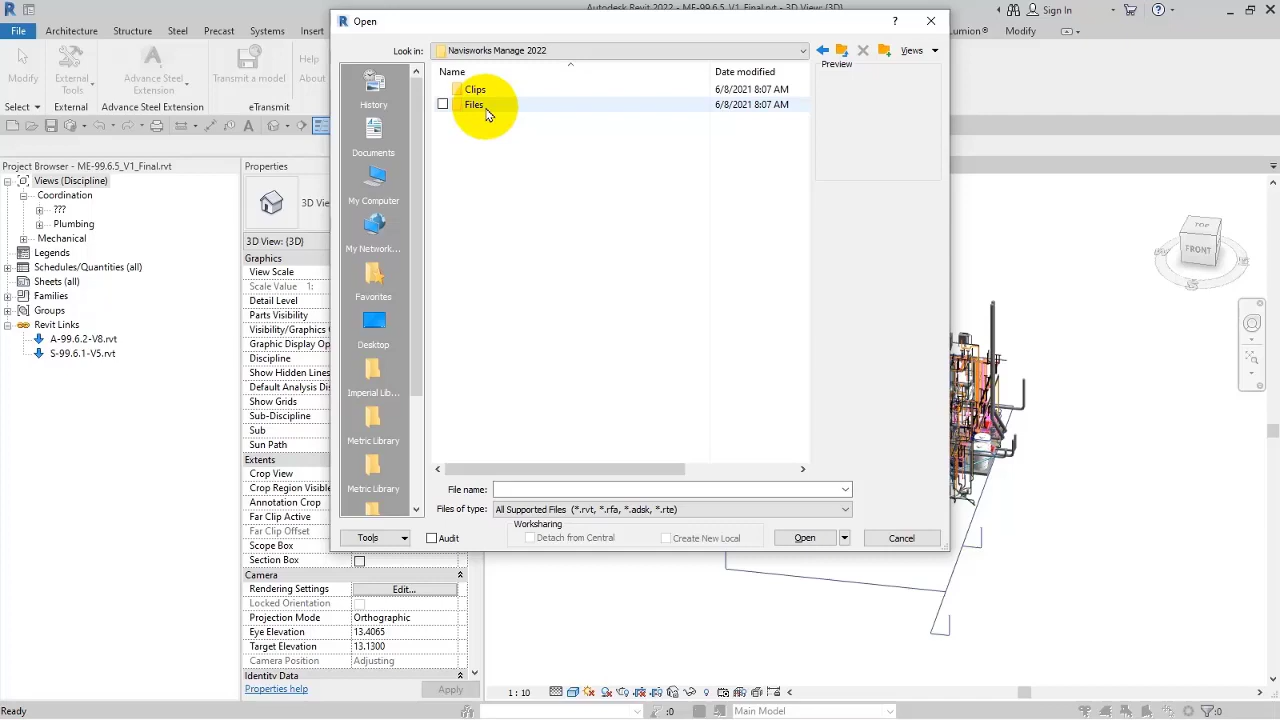 Autodesk Revit 2022 - ME-99.6.5_V1_Final.rvt - 3D View: {3D}
Sign In
File
Architecture
Structure
Steel
Precast
Systems
Insert
Lumion®
Modify
Modify
External Tools
Advance Steel
Transmit a model
Help
About
Select
External
Advance Steel Extension
eTransmit
Open
Look in:
Navisworks Manage 2022
Views
Name
Date modified
Preview
Clips
6/8/2021 8:07 AM
Files
6/8/2021 8:07 AM
History
Documents
My Computer
My Network...
Favorites
Desktop
Imperial Lib...
Metric Library
Metric Library
File name:
Files of type:
All Supported Files (*.rvt, *.rfa, *.adsk, *.rte)
Worksharing
Tools
Audit
Detach from Central
Create New Local
Open
Cancel
Project Browser - ME-99.6.5_V1_Final.rvt
Views (Discipline)
Coordination
???
Plumbing
Mechanical
Legends
Schedules/Quantities (all)
Sheets (all)
Families
Groups
Revit Links
A-99.6.2-V8.rvt
S-99.6.1-V5.rvt
Properties
3D Vi
3D View: {3D}
Graphics
View Scale
Scale Value 1:
Detail Level
Parts Visibility
Visibility/Graphics
Graphic Display Op
Discipline
Show Hidden Lines
Default Analysis Dis
Show Grids
Sub-Discipline
Sub
Sun Path
Extents
Crop View
Crop Region Visible
Annotation Crop
Far Clip Active
Far Clip Offset
Scope Box
Section Box
Camera
Rendering Settings
Edit...
Locked Orientation
Projection Mode
Orthographic
Eye Elevation
13.4065
Target Elevation
13.1300
Camera Position
Adjusting
Identity Data
Properties help
Apply
TOP
FRONT
1 : 10
Ready
:0
Main Model
:0